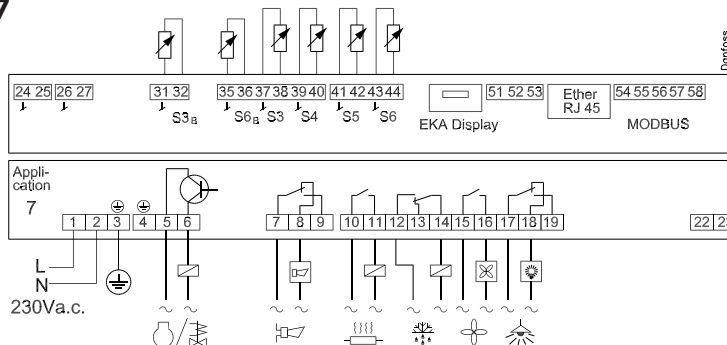 7
Danfoss
24 25 26 27 31 32 35 36 37 38 39 40 41 42 43 44 51 52 53 Ether RJ 45 54 55 56 57 58
S3B S6B S3 S4 S5 S6 EKA Display MODBUS
Appli-
cation
7
1 2 3 4 5 6 7 8 9 10 11 12 13 14 15 16 17 18 19 22
L
N
230Va.c.